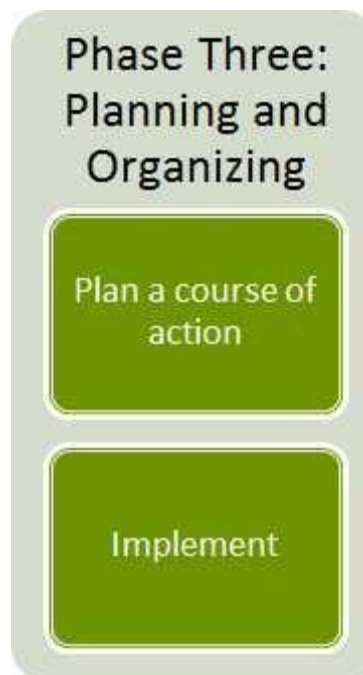 Phase Three:
Planning and
Organizing
Plan a course of
action
Implement